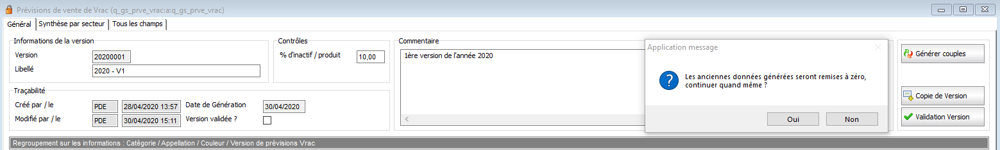 Prévisions de vente de Vrac (q_gs_prve_vrac:a:q_gs_prve_vrac)
Général
Synthèse par secteur
Tous les champs
Informations de la version
Version
20200001
Libellé
2020 - V1
Contrôles
% d'inactif / produit
10,00
Commentaire
1ère version de l'année 2020
Traçabilité
Créé par / le
PDE
28/04/2020 13:57
Date de Génération
30/04/2020
Modifié par / le
PDE
30/04/2020 15:11
Version validée ?
Application message
Les anciennes données générées seront remises à zéro,
continuer quand même ?
Oui
Non
Générer couples
Copie de Version
Validation Version
Regroupement sur les informations : Catégorie / Appellation / Couleur / Version de prévisions Vrac